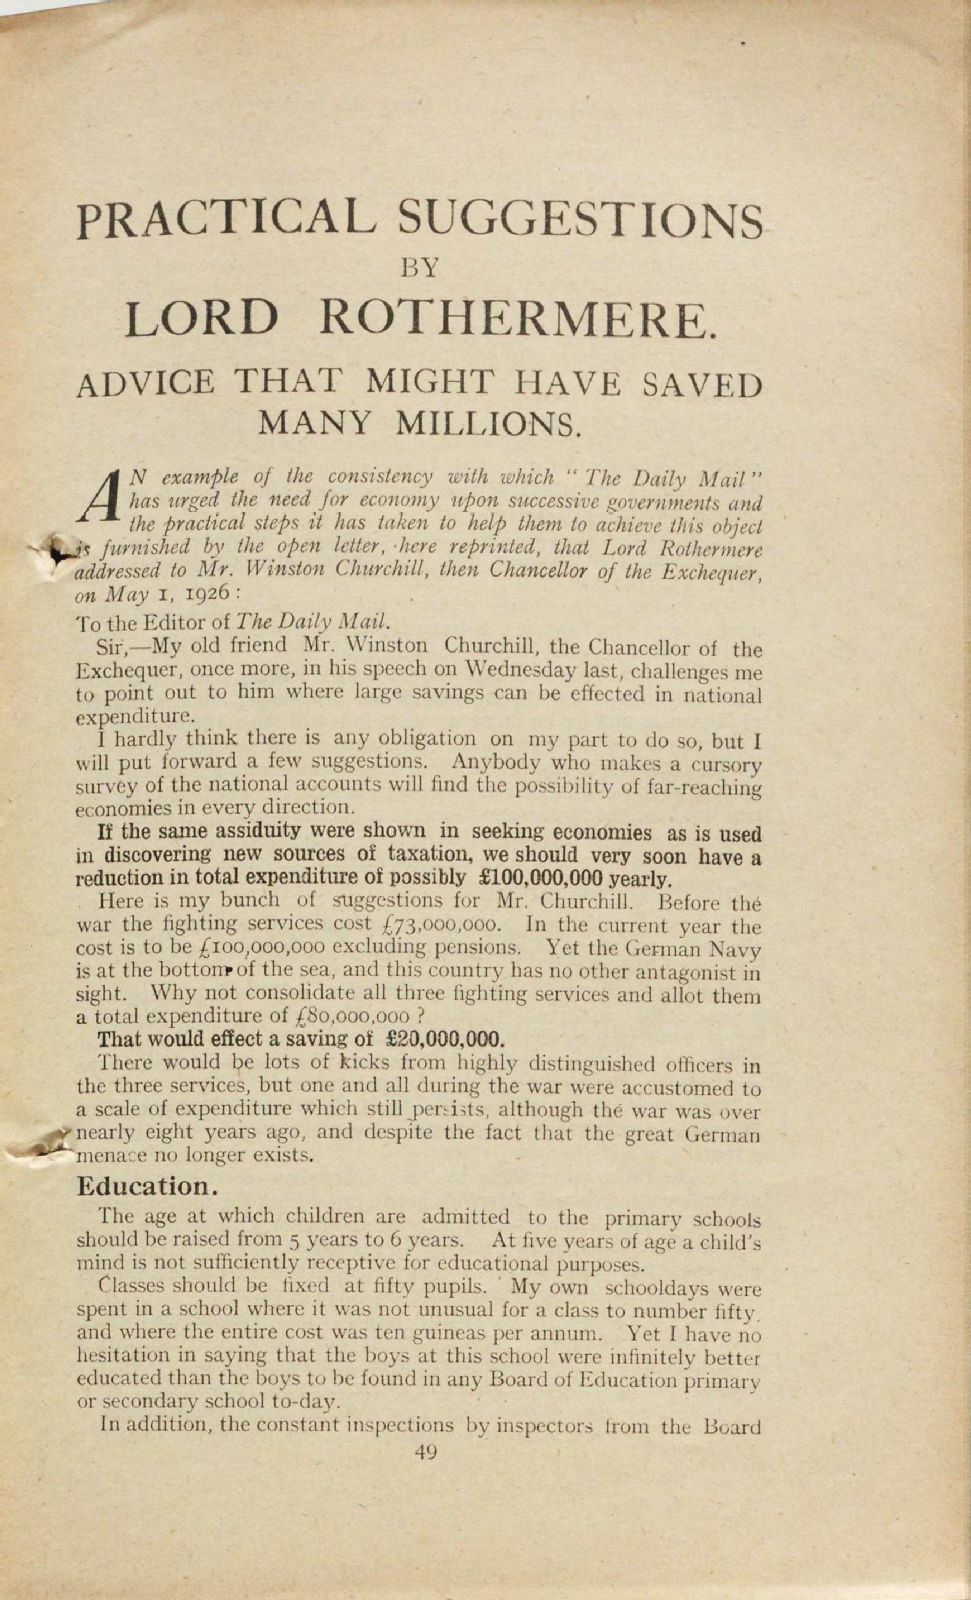 PRACTICAL SUGGESTIONS
BY
LORD ROTHERMERE.
ADVICE THAT MIGHT HAVE SAVED
MANY MILLIONS.
AN example of the consistency with which " The Daily Mail"
has urged the need for economy upon successive governments and
the practical steps it has taken to help them to achieve this object
is furnished by the open letter, here reprinted, that Lord Rothermere
addressed to Mr. Winston Churchill, then Chancellor of the Exchequer,
on May 1, 1926 :
To the Editor of The Daily Mail.
Sir,—My old friend Mr. Winston Churchill, the Chancellor of the
Exchequer, once more, in his speech on Wednesday last, challenges me
to point out to him where large savings can be effected in national
expenditure.
I hardly think there is any obligation on my part to do so, but I
will put forward a few suggestions. Anybody who makes a cursory
survey of the national accounts will find the possibility of far-reaching
economies in every direction.
If the same assiduity were shown in seeking economies as is used
in discovering new sources of taxation, we should very soon have a
reduction in total expenditure of possibly £100,000,000 yearly.
Here is my bunch of suggestions for Mr. Churchill. Before the
war the fighting services cost £73,000,000. In the current year the
cost is to be £100,000,000 excluding pensions. Yet the German Navy
is at the bottom of the sea, and this country has no other antagonist in
sight. Why not consolidate all three fighting services and allot them
a total expenditure of £80,000,000 ?
That would effect a saving of £20,000,000.
There would be lots of kicks from highly distinguished officers in
the three services, but one and all during the war were accustomed to
a scale of expenditure which still persists, although the war was over
nearly eight years ago, and despite the fact that the great German
menace no longer exists.
Education.
The age at which children are admitted to the primary schools
should be raised from 5 years to 6 years. At five years of age a child's
mind is not sufficiently receptive for educational purposes.
Classes should be fixed at fifty pupils. My own schooldays were
spent in a school where it was not unusual for a class to number fifty
and where the entire cost was ten guineas per annum. Yet I have no
hesitation in saying that the boys at this school were infinitely better
educated than the boys to be found in any Board of Education primary
or secondary school to-day.
In addition, the constant inspections by inspectors from the Board
49